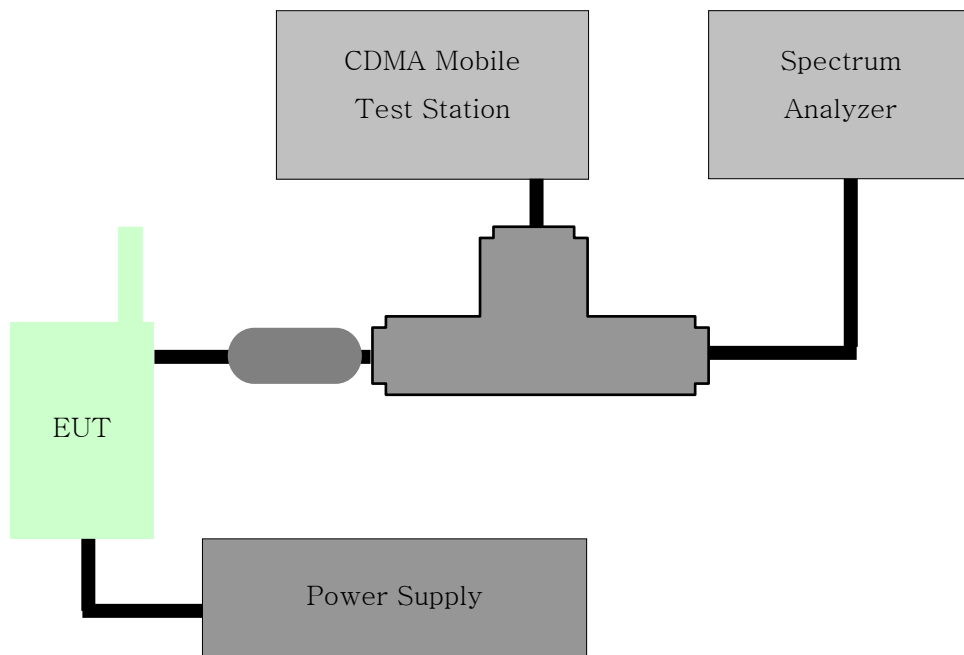 CDMA Mobile
Test Station
Spectrum
Analyzer
EUT
Power Supply